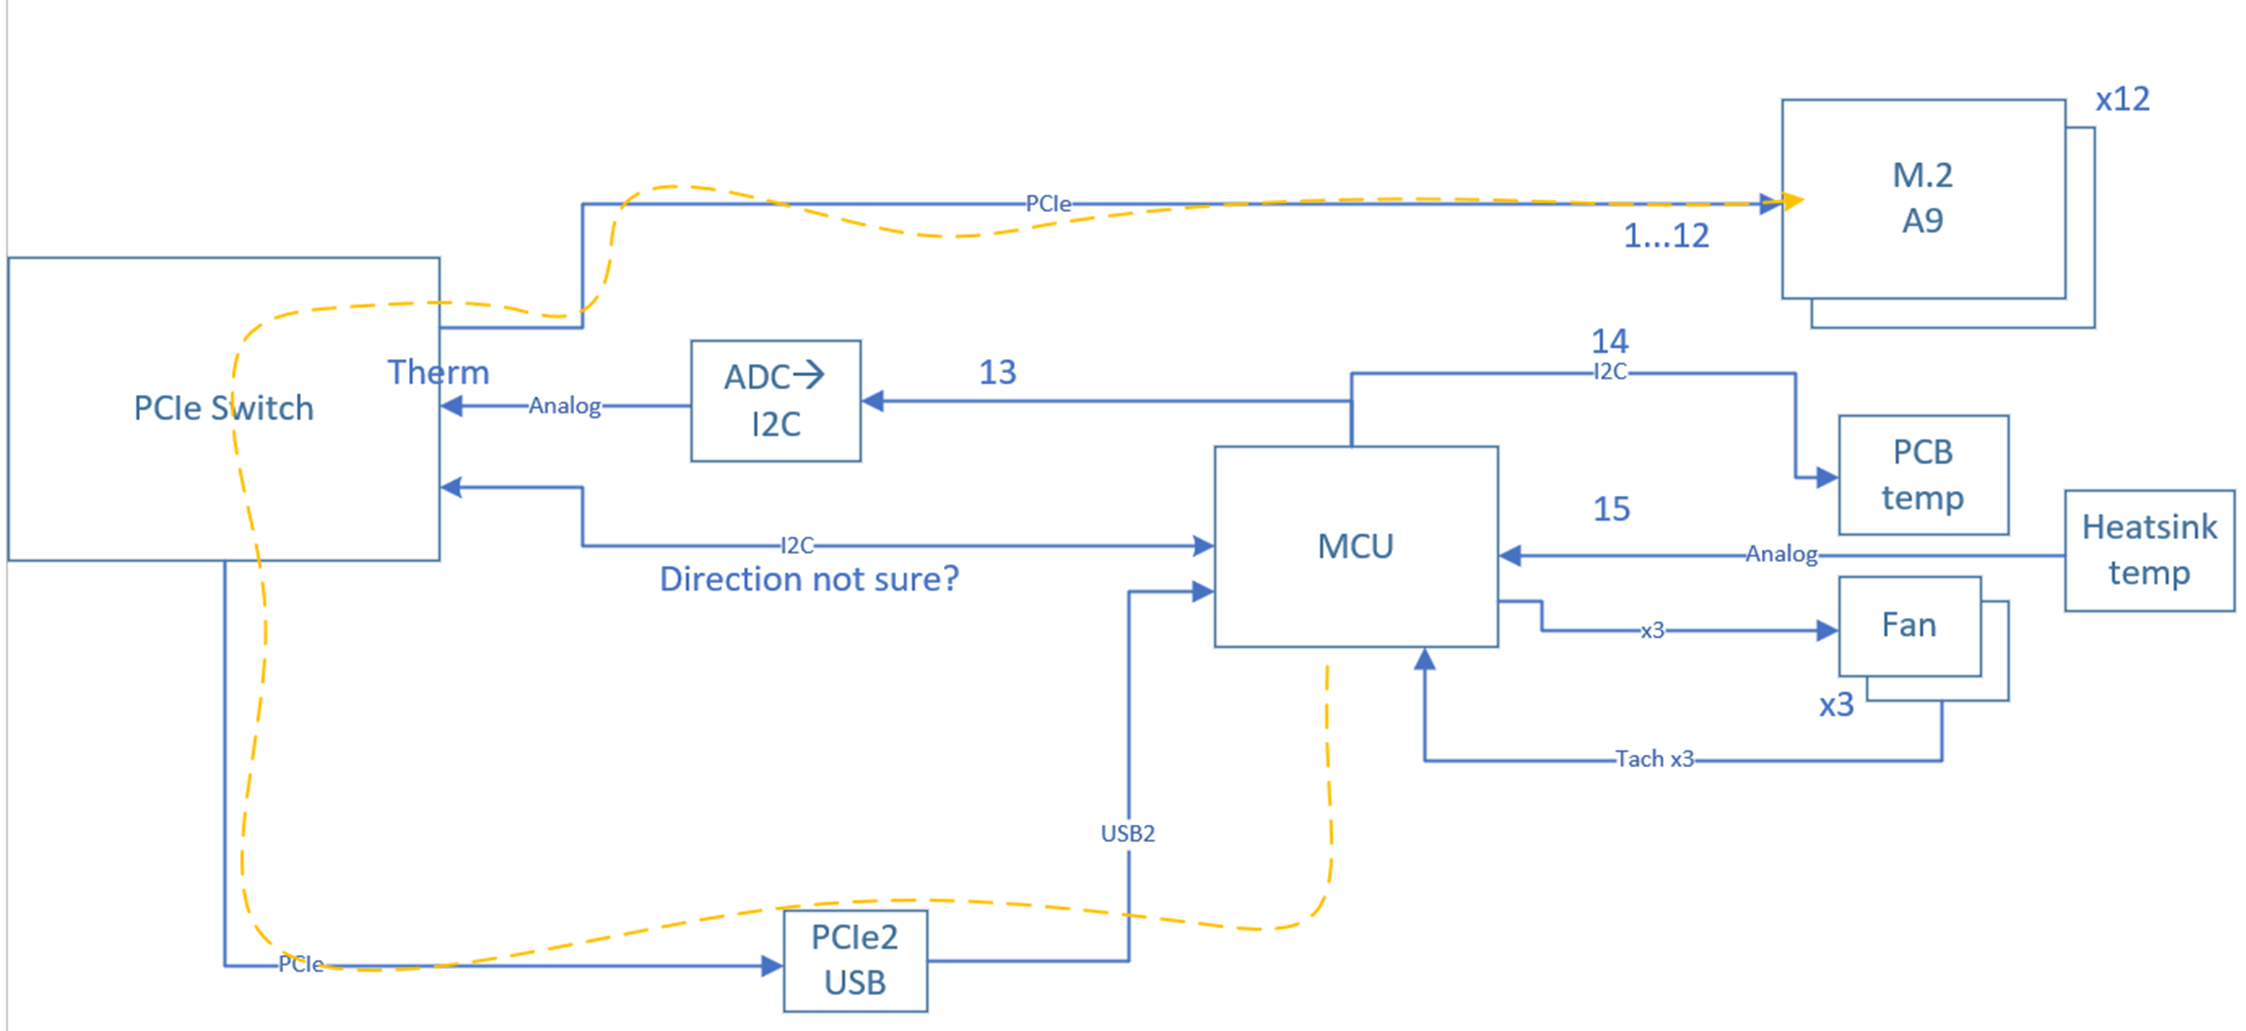 x12
M.2
A9
PCIe
1...12
14
I2C
Therm
ADC→
I2C
13
PCIe Switch
Analog
PCB
temp
15
Heatsink
temp
I2C
MCU
Analog
Direction not sure?
Fan
x3
x3
Tach x3
USB2
PCIe2
USB
PCIe